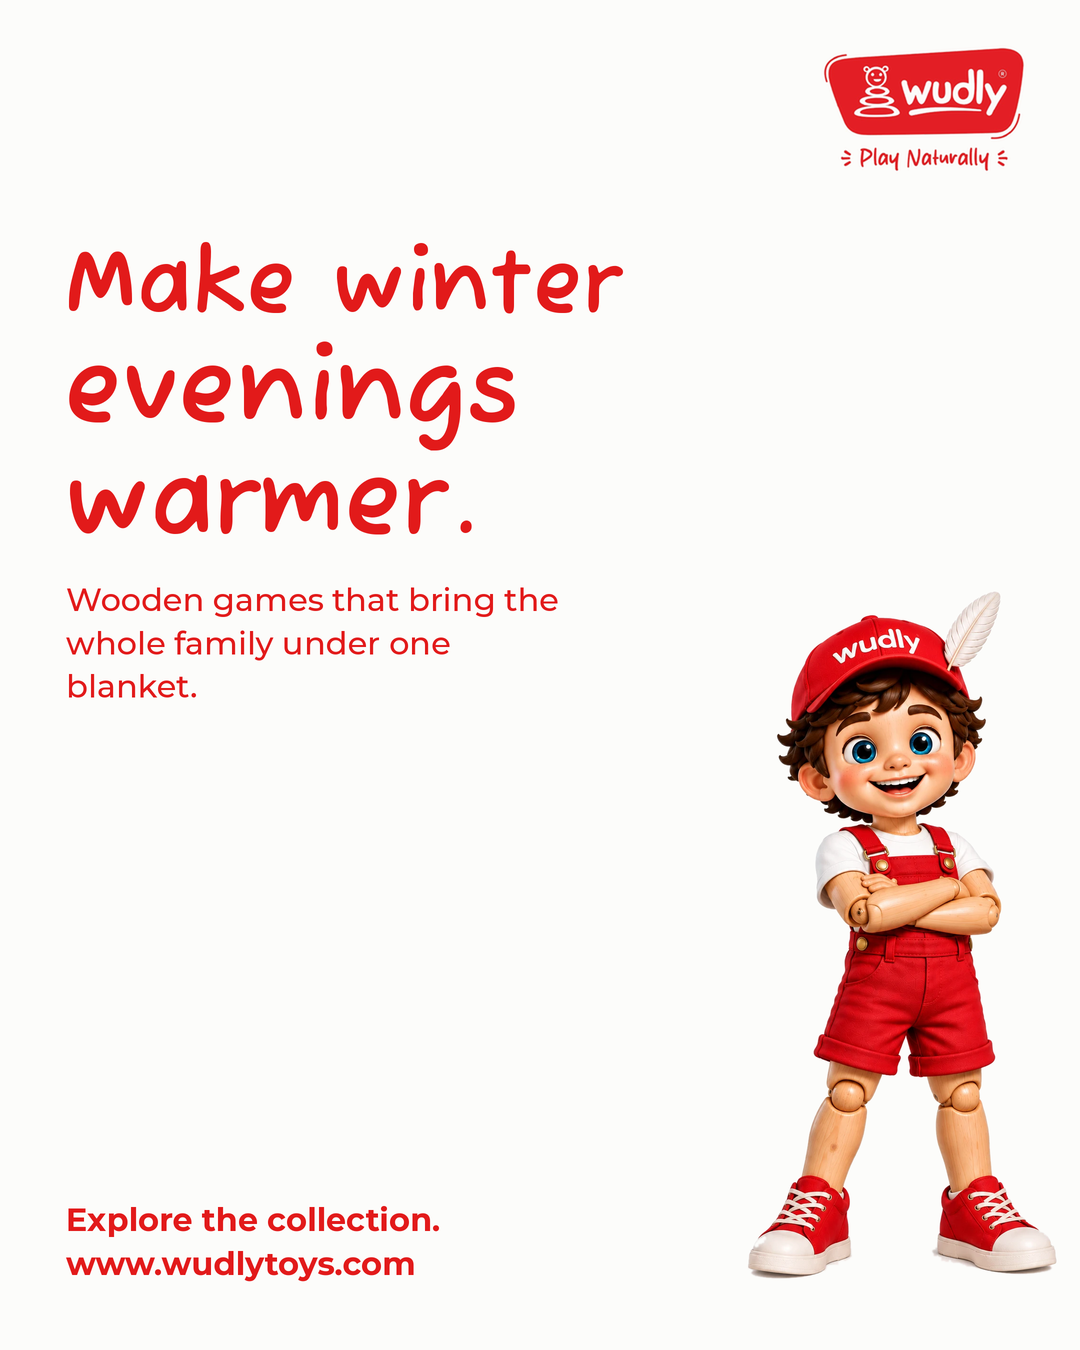 wudly®
Play Naturally
Make winter
evenings
warmer.
Wooden games that bring the
whole family under one
blanket.
wudly
Explore the collection.
www.wudlytoys.com